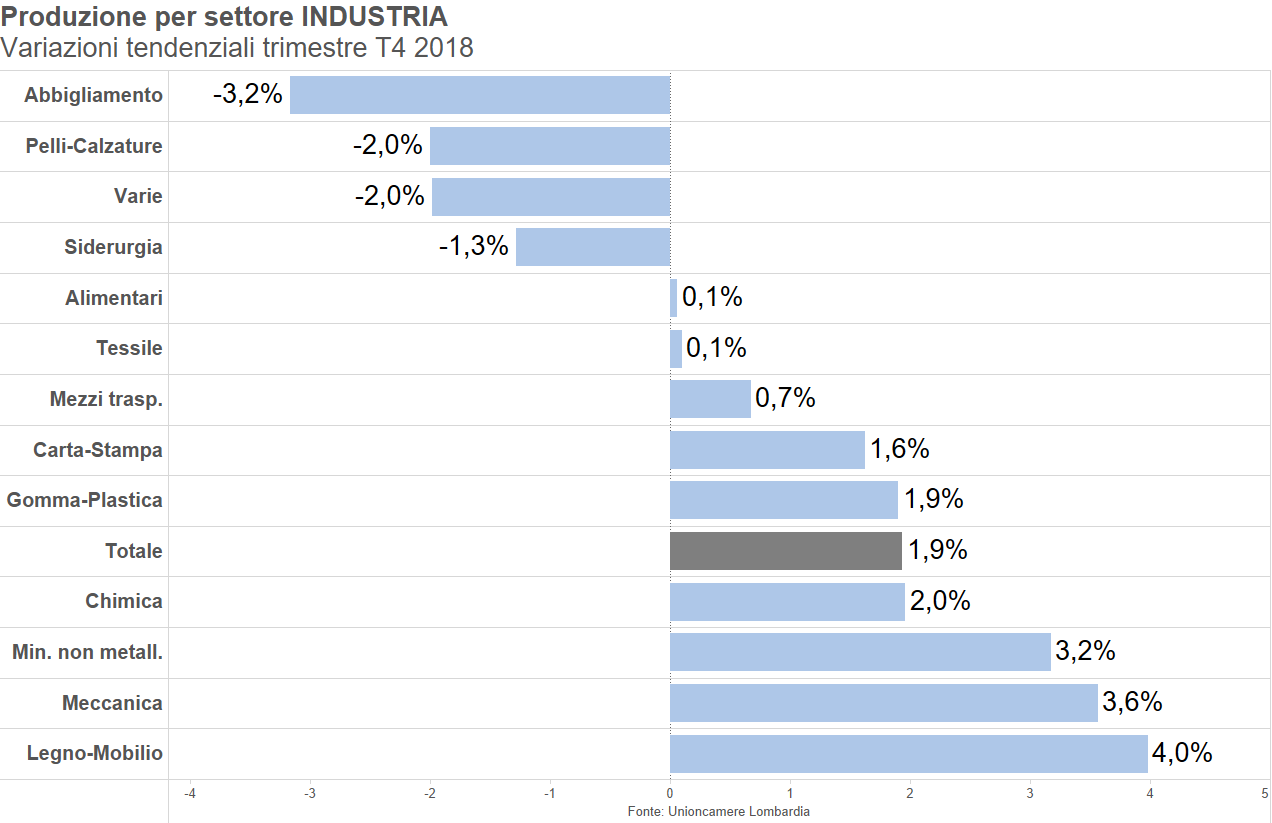 Produzione per settore INDUSTRIA
Variazioni tendenziali trimestre T4 2018
Abbigliamento -3,2%
Pelli-Calzature -2,0%
Varie -2,0%
Siderurgia -1,3%
Alimentari 0,1%
Tessile 0,1%
Mezzi trasp. 0,7%
Carta-Stampa 1,6%
Gomma-Plastica 1,9%
Totale 1,9%
Chimica 2,0%
Min. non metall. 3,2%
Meccanica 3,6%
Legno-Mobilio 4,0%
-4 -3 -2 -1 0 1 2 3 4 5
Fonte: Unioncamere Lombardia